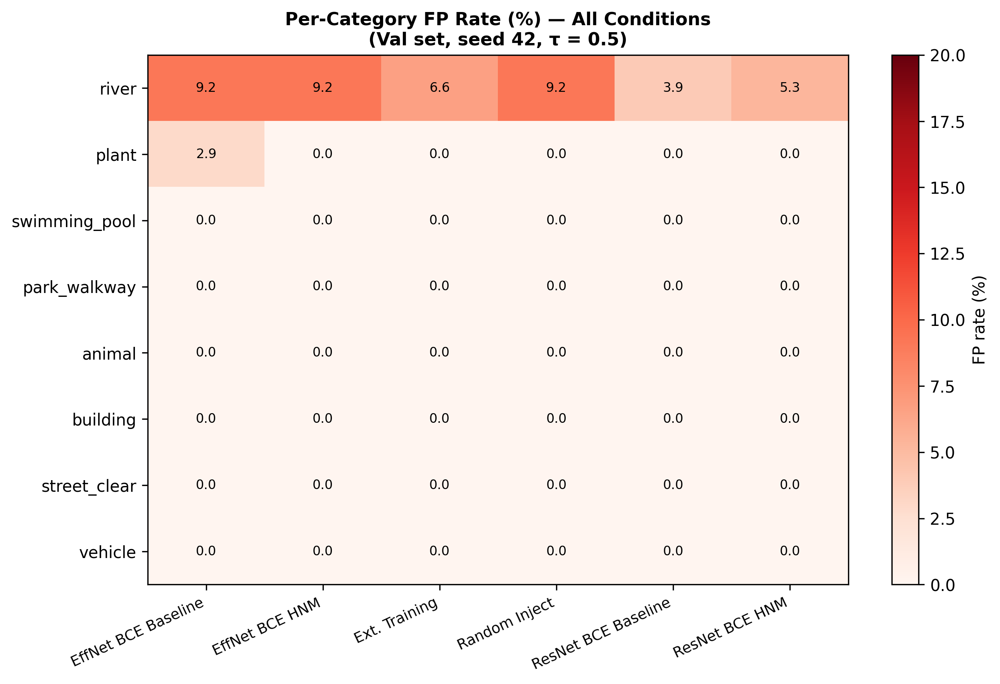 Per-Category FP Rate (%) — All Conditions
(Val set, seed 42, τ = 0.5)
river 9.2 9.2 6.6 9.2 3.9 5.3
plant 2.9 0.0 0.0 0.0 0.0 0.0
swimming_pool 0.0 0.0 0.0 0.0 0.0 0.0
park_walkway 0.0 0.0 0.0 0.0 0.0 0.0
animal 0.0 0.0 0.0 0.0 0.0 0.0
building 0.0 0.0 0.0 0.0 0.0 0.0
street_clear 0.0 0.0 0.0 0.0 0.0 0.0
vehicle 0.0 0.0 0.0 0.0 0.0 0.0
EffNet BCE Baseline
EffNet BCE HNM
Ext. Training
Random Inject
ResNet BCE Baseline
ResNet BCE HNM
20.0
17.5
15.0
12.5
10.0
7.5
5.0
2.5
0.0
FP rate (%)